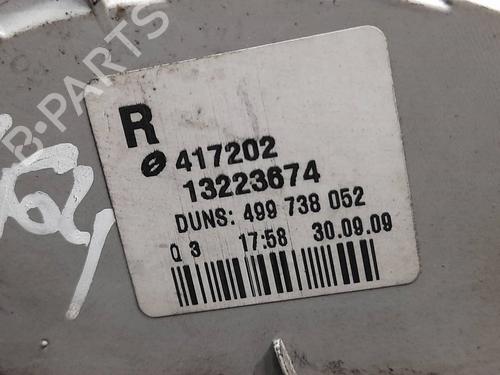 B-PARTS
R
417202
13223674
DUNS: 499 738 052
Q 3 17:58 30.09.09